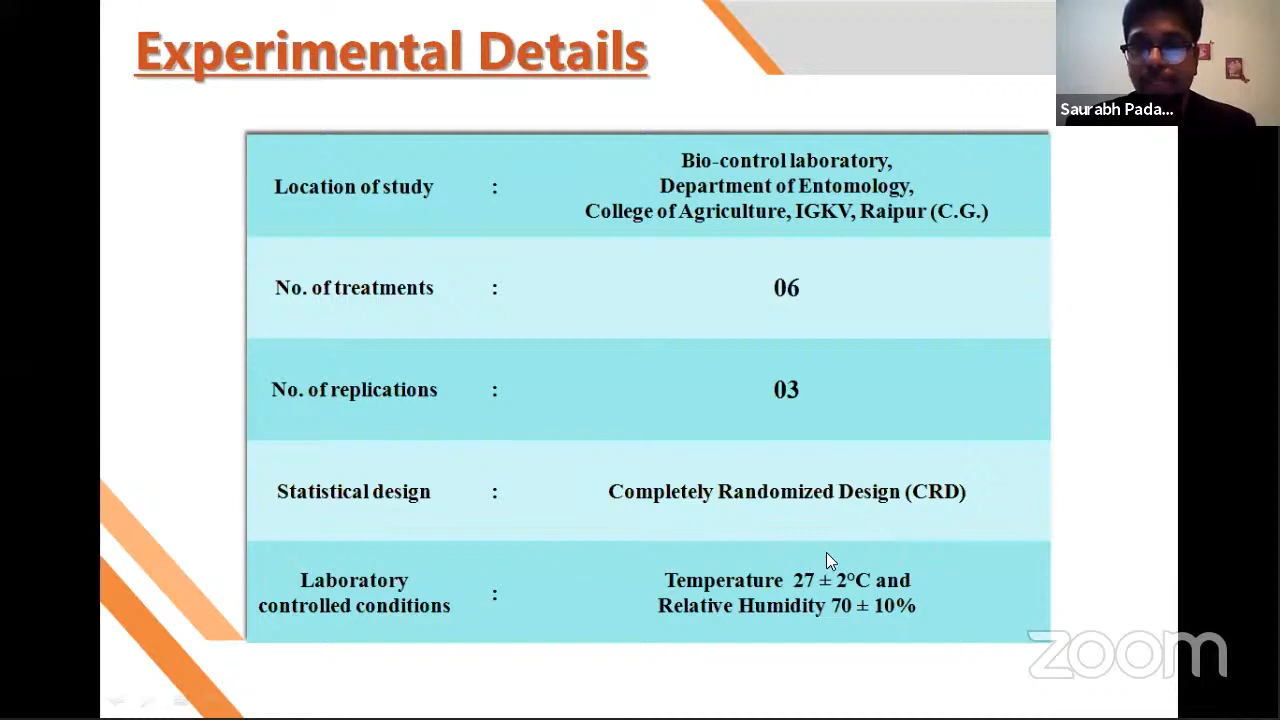 Experimental Details
Saurabh Pada...
Location of study : Bio-control laboratory,
Department of Entomology,
College of Agriculture, IGKV, Raipur (C.G.)
No. of treatments : 06
No. of replications : 03
Statistical design : Completely Randomized Design (CRD)
Laboratory
controlled conditions : Temperature 27 ± 2°C and
Relative Humidity 70 ± 10%
zoom